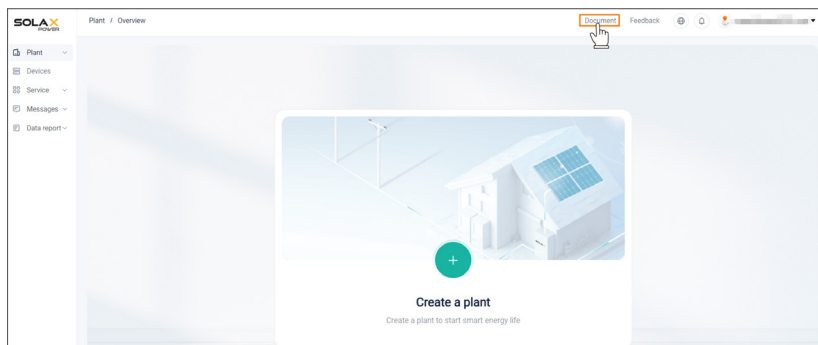 SOLAX
POWER
Plant / Overview
Document
Feedback
Plant
Devices
Service
Messages
Data report
Create a plant
Create a plant to start smart energy life